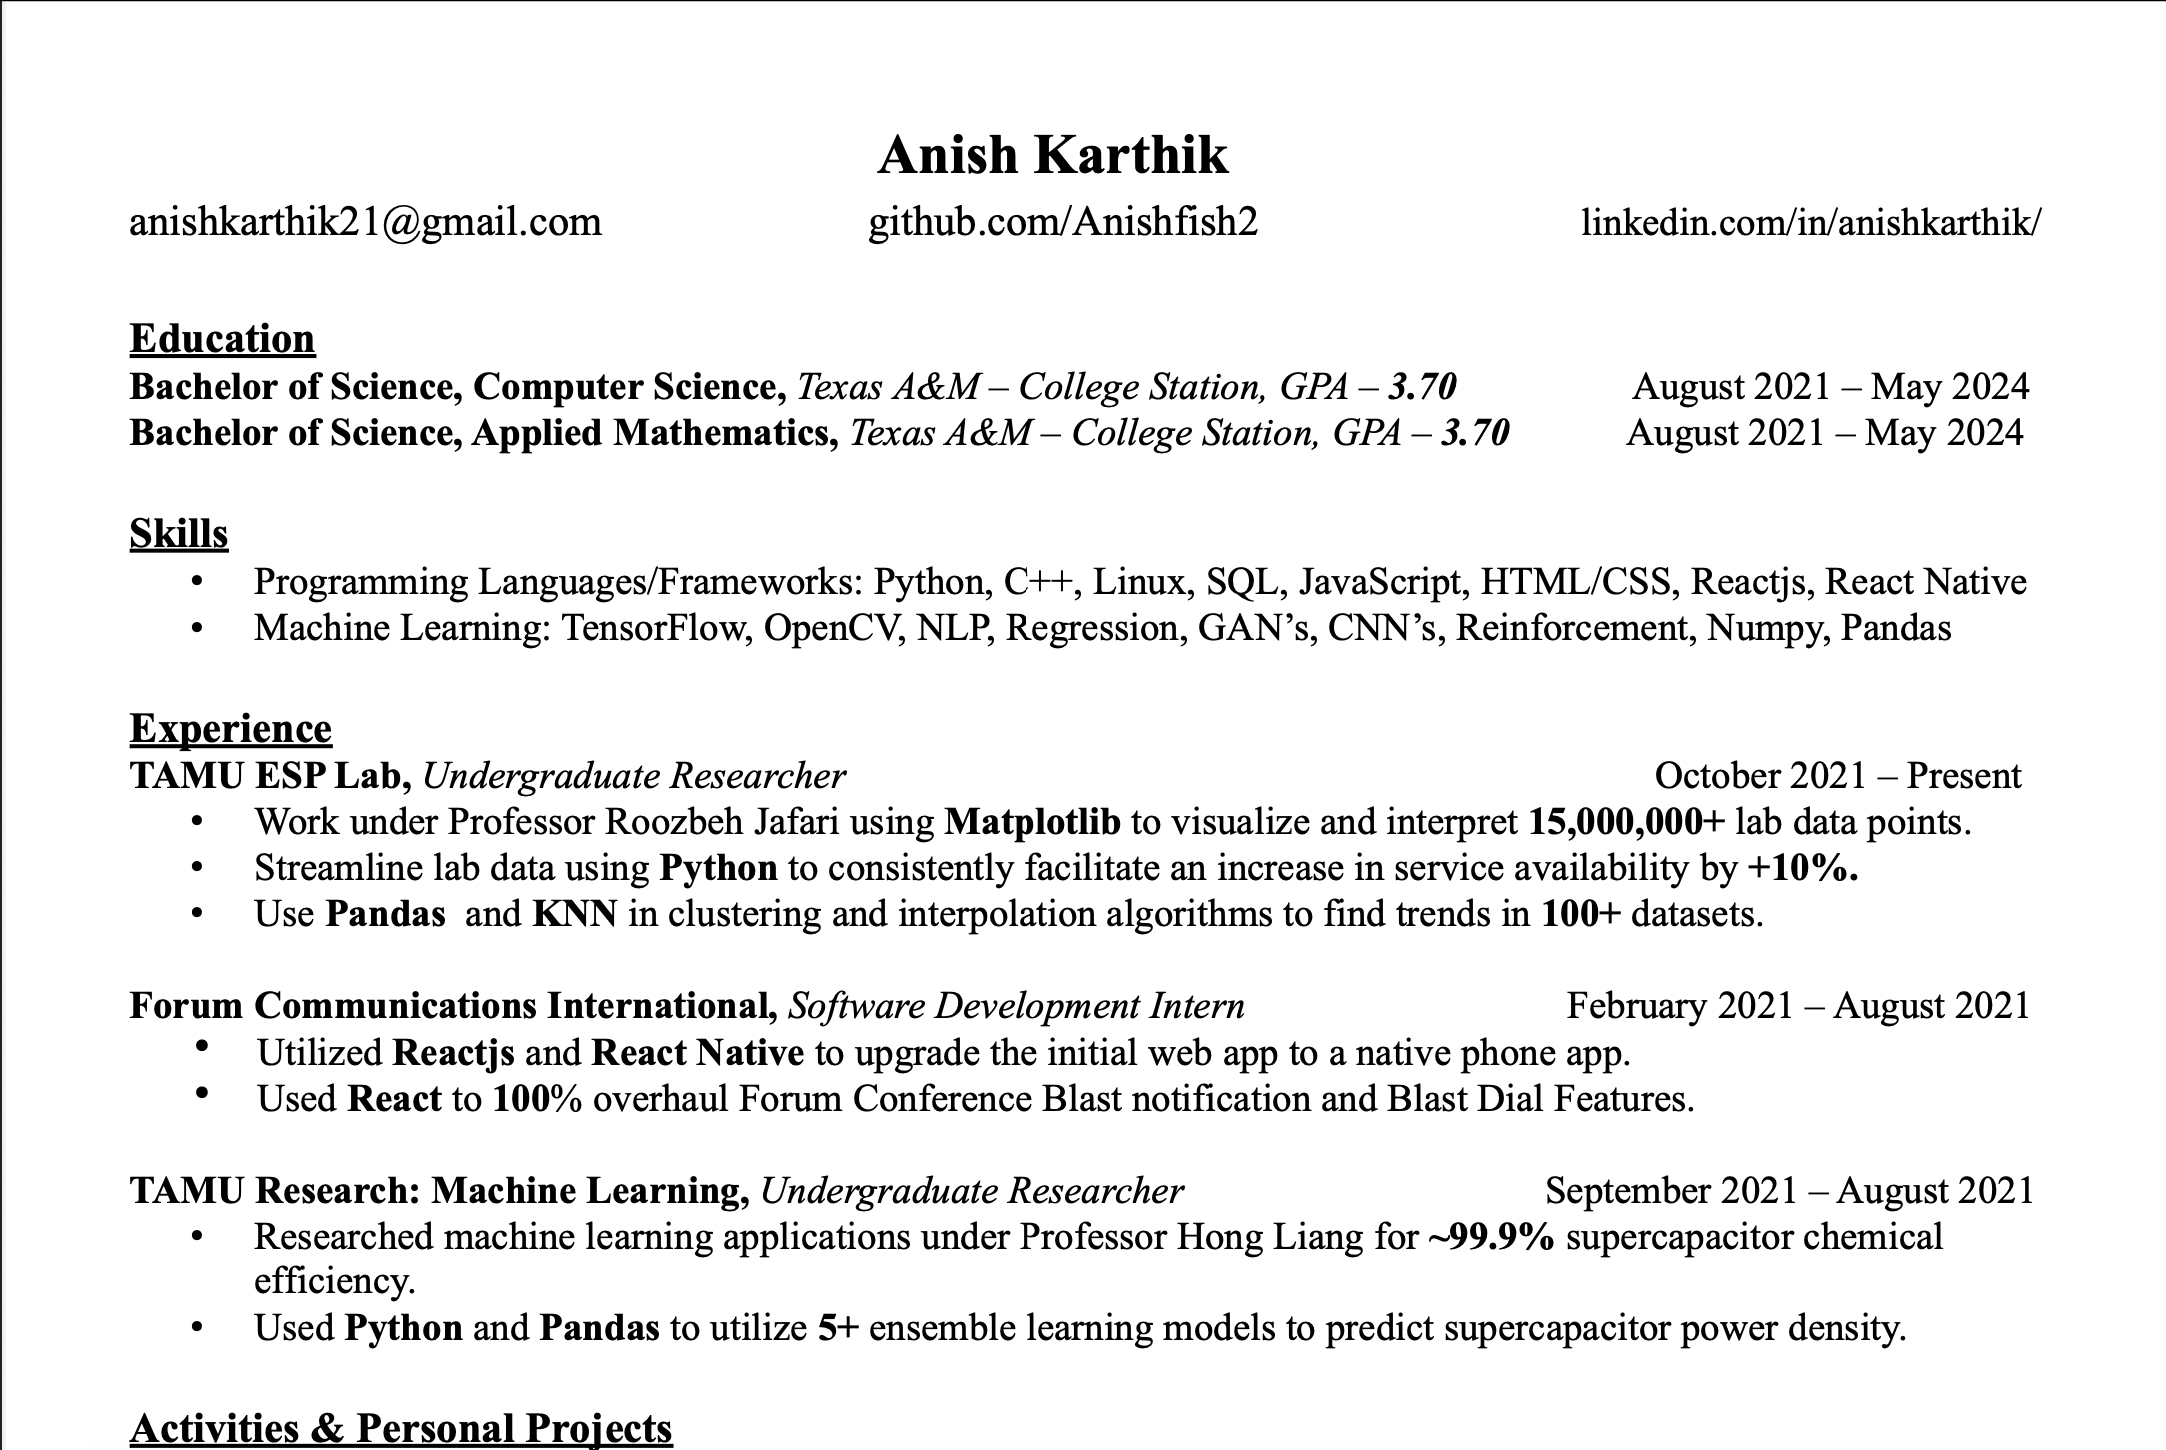 Anish Karthik
anishkarthik21@gmail.com github.com/Anishfish2 linkedin.com/in/anishkarthik/
Education
Bachelor of Science, Computer Science, Texas A&M – College Station, GPA – 3.70 August 2021 – May 2024
Bachelor of Science, Applied Mathematics, Texas A&M – College Station, GPA – 3.70 August 2021 – May 2024
Skills
• Programming Languages/Frameworks: Python, C++, Linux, SQL, JavaScript, HTML/CSS, Reactjs, React Native
• Machine Learning: TensorFlow, OpenCV, NLP, Regression, GAN’s, CNN’s, Reinforcement, Numpy, Pandas
Experience
TAMU ESP Lab, Undergraduate Researcher October 2021 – Present
• Work under Professor Roozbeh Jafari using Matplotlib to visualize and interpret 15,000,000+ lab data points.
• Streamline lab data using Python to consistently facilitate an increase in service availability by +10%.
• Use Pandas and KNN in clustering and interpolation algorithms to find trends in 100+ datasets.
Forum Communications International, Software Development Intern February 2021 – August 2021
• Utilized Reactjs and React Native to upgrade the initial web app to a native phone app.
• Used React to 100% overhaul Forum Conference Blast notification and Blast Dial Features.
TAMU Research: Machine Learning, Undergraduate Researcher September 2021 – August 2021
• Researched machine learning applications under Professor Hong Liang for ~99.9% supercapacitor chemical
efficiency.
• Used Python and Pandas to utilize 5+ ensemble learning models to predict supercapacitor power density.
Activities & Personal Projects